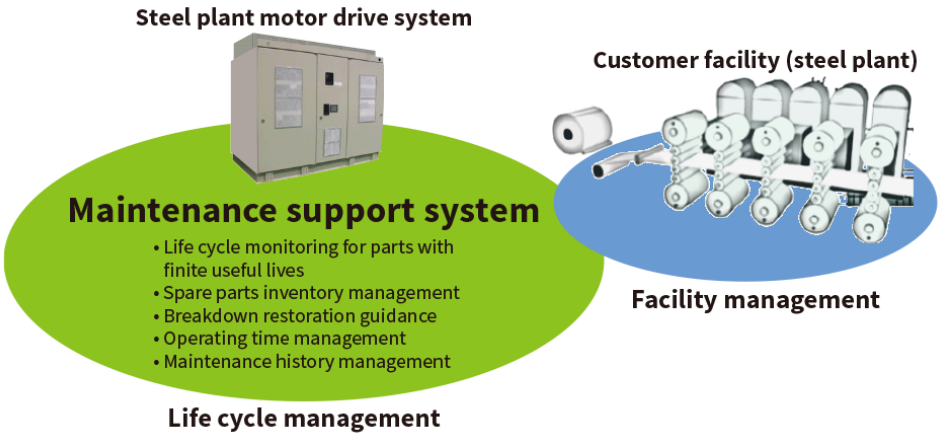 Steel plant motor drive system
Customer facility (steel plant)
Maintenance support system
• Life cycle monitoring for parts with
finite useful lives
• Spare parts inventory management
• Breakdown restoration guidance
• Operating time management
• Maintenance history management
Facility management
Life cycle management